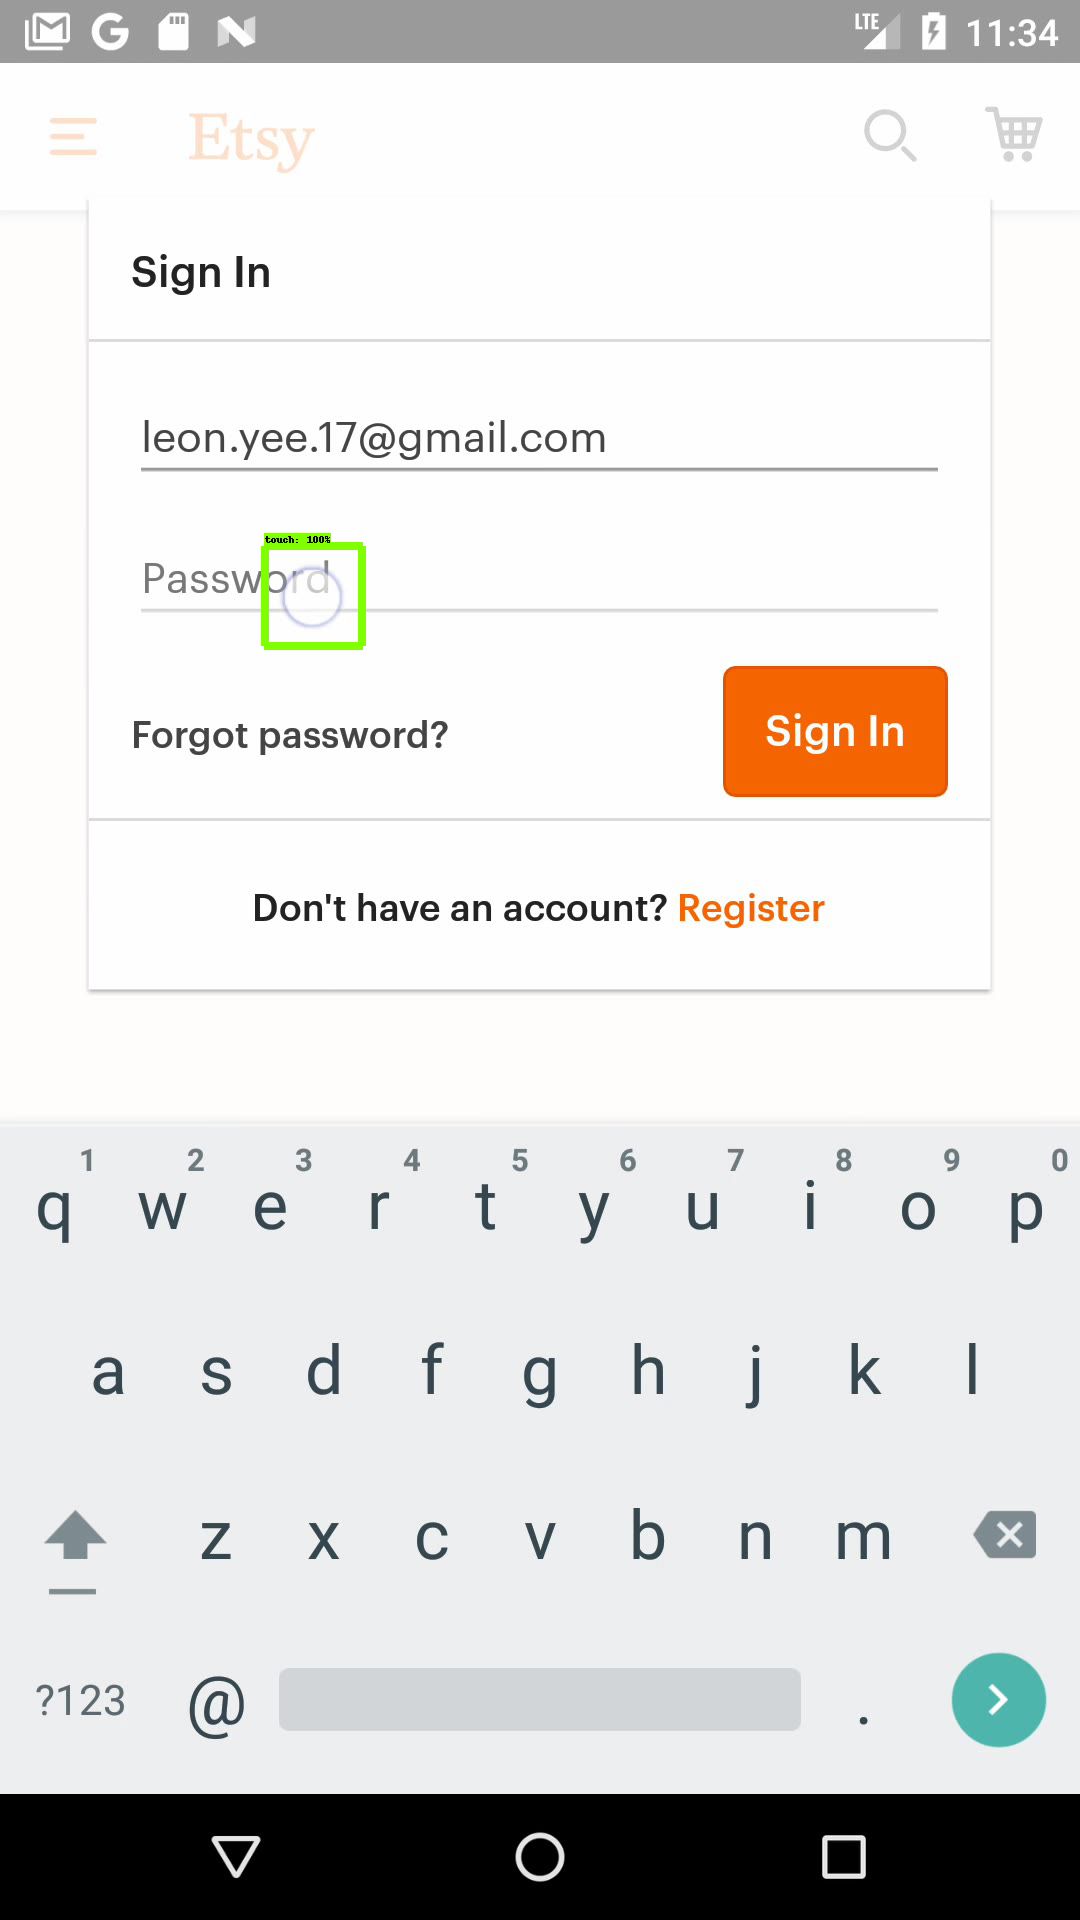 LTE 11:34
Etsy
Sign In
leon.yee.17@gmail.com
touch: 100%
Password
Forgot password?
Sign In
Don't have an account? Register
1 2 3 4 5 6 7 8 9 0
q w e r t y u i o p
a s d f g h j k l
z x c v b n m
?123 @ .